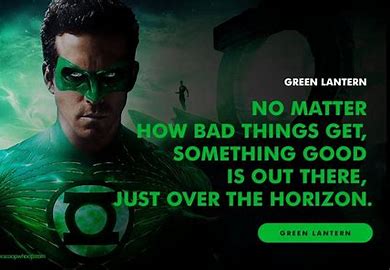 GREEN LANTERN
NO MATTER
HOW BAD THINGS GET,
SOMETHING GOOD
IS OUT THERE,
JUST OVER THE HORIZON.
GREEN LANTERN